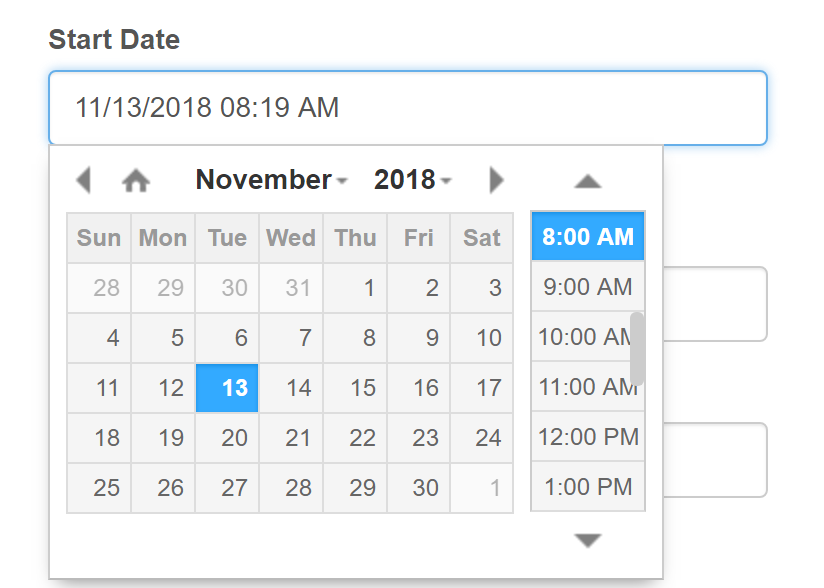 Start Date
11/13/2018 08:19 AM
November 2018
Sun Mon Tue Wed Thu Fri Sat
28 29 30 31 1 2 3
4 5 6 7 8 9 10
11 12 13 14 15 16 17
18 19 20 21 22 23 24
25 26 27 28 29 30 1
8:00 AM
9:00 AM
10:00 AM
11:00 AM
12:00 PM
1:00 PM